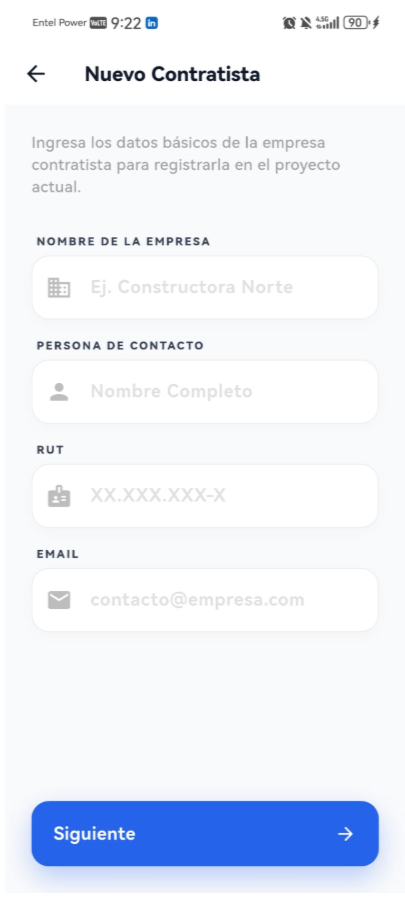 Entel Power VoLTE 9:22 in 4.5G 90
Nuevo Contratista
Ingresa los datos básicos de la empresa
contratista para registrarla en el proyecto
actual.
NOMBRE DE LA EMPRESA
Ej. Constructora Norte
PERSONA DE CONTACTO
Nombre Completo
RUT
XX.XXX.XXX-X
EMAIL
contacto@empresa.com
Siguiente